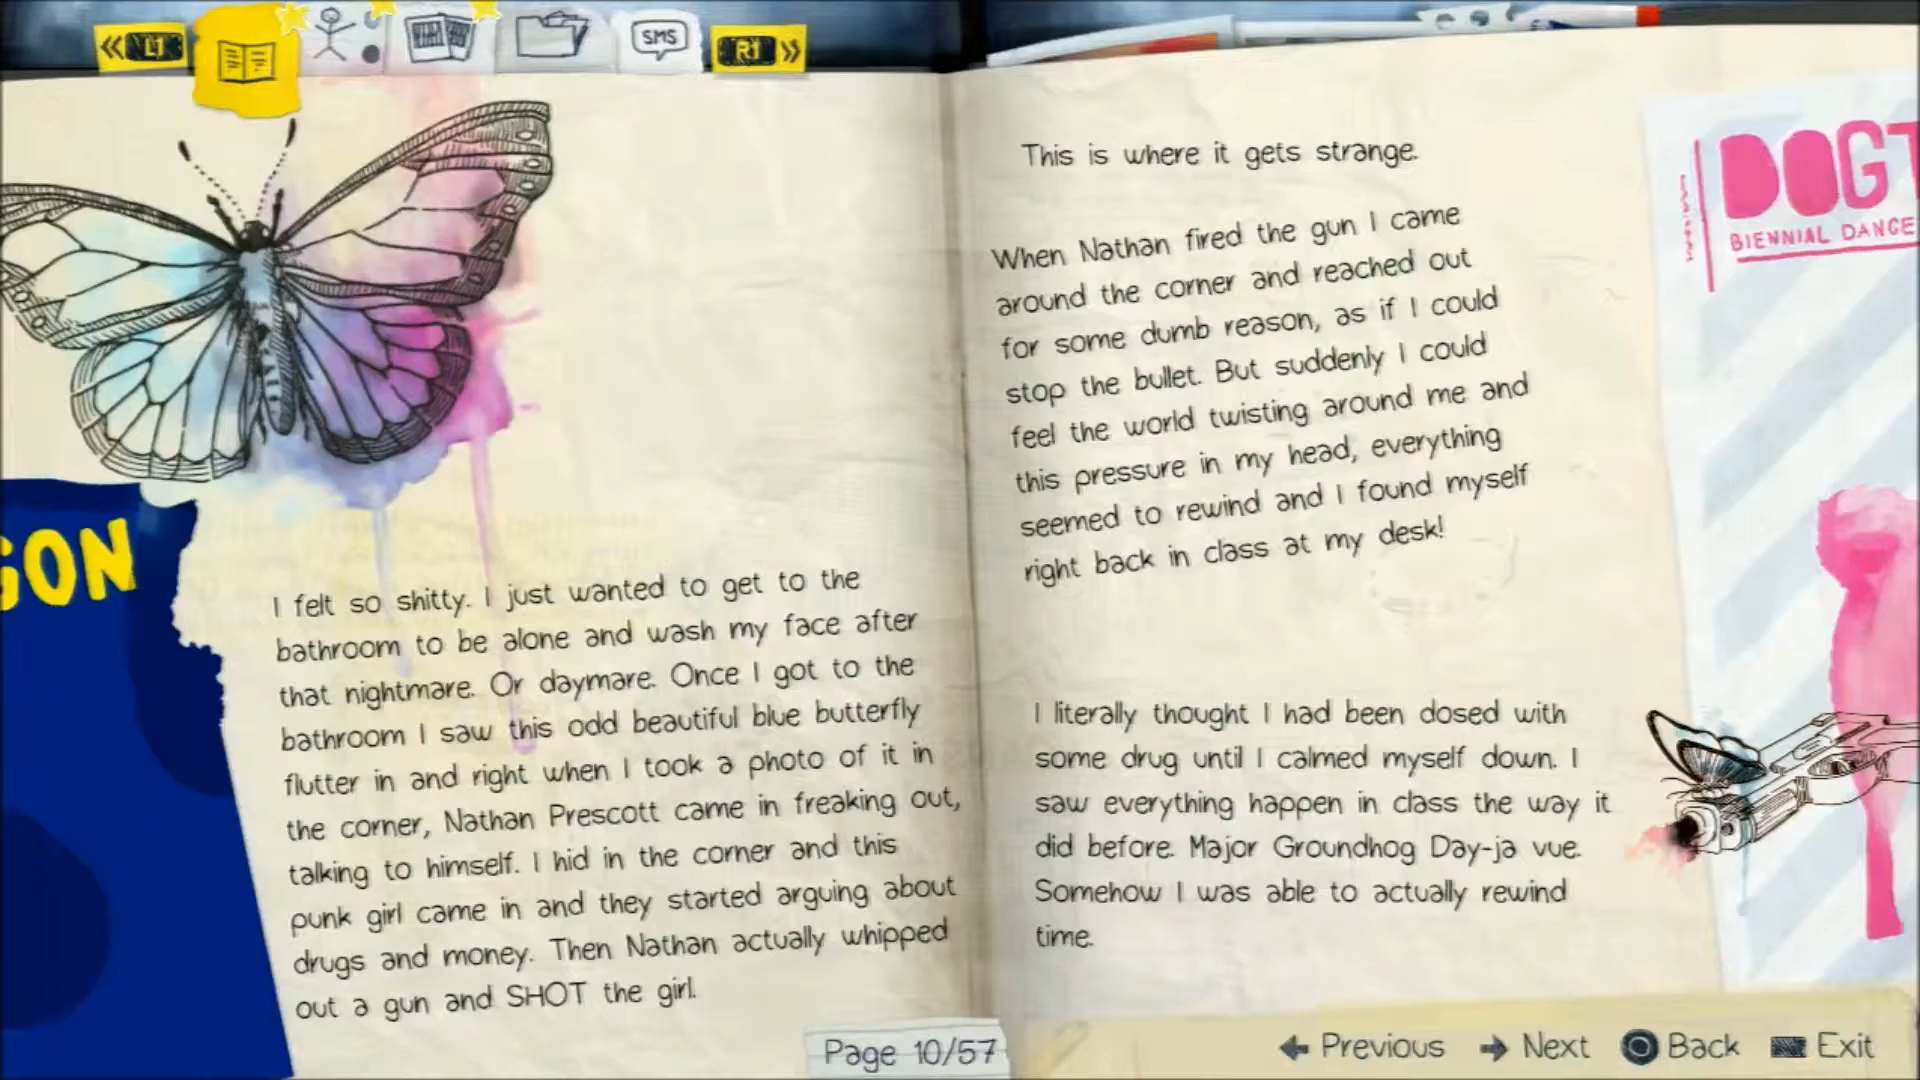 L1
SMS
R1
GON
I felt so shitty. I just wanted to get to the
bathroom to be alone and wash my face after
that nightmare. Or daymare. Once I got to the
bathroom I saw this odd beautiful blue butterfly
flutter in and right when I took a photo of it in
the corner, Nathan Prescott came in freaking out,
talking to himself. I hid in the corner and this
punk girl came in and they started arguing about
drugs and money. Then Nathan actually whipped
out a gun and SHOT the girl.
This is where it gets strange.
When Nathan fired the gun I came
around the corner and reached out
for some dumb reason, as if I could
stop the bullet. But suddenly I could
feel the world twisting around me and
this pressure in my head, everything
seemed to rewind and I found myself
right back in class at my desk!
I literally thought I had been dosed with
some drug until I calmed myself down. I
saw everything happen in class the way it
did before. Major Groundhog Day-ja vue.
Somehow I was able to actually rewind
time.
DOGT
BIENNIAL DANCE
Page 10/57
Previous Next Back Exit